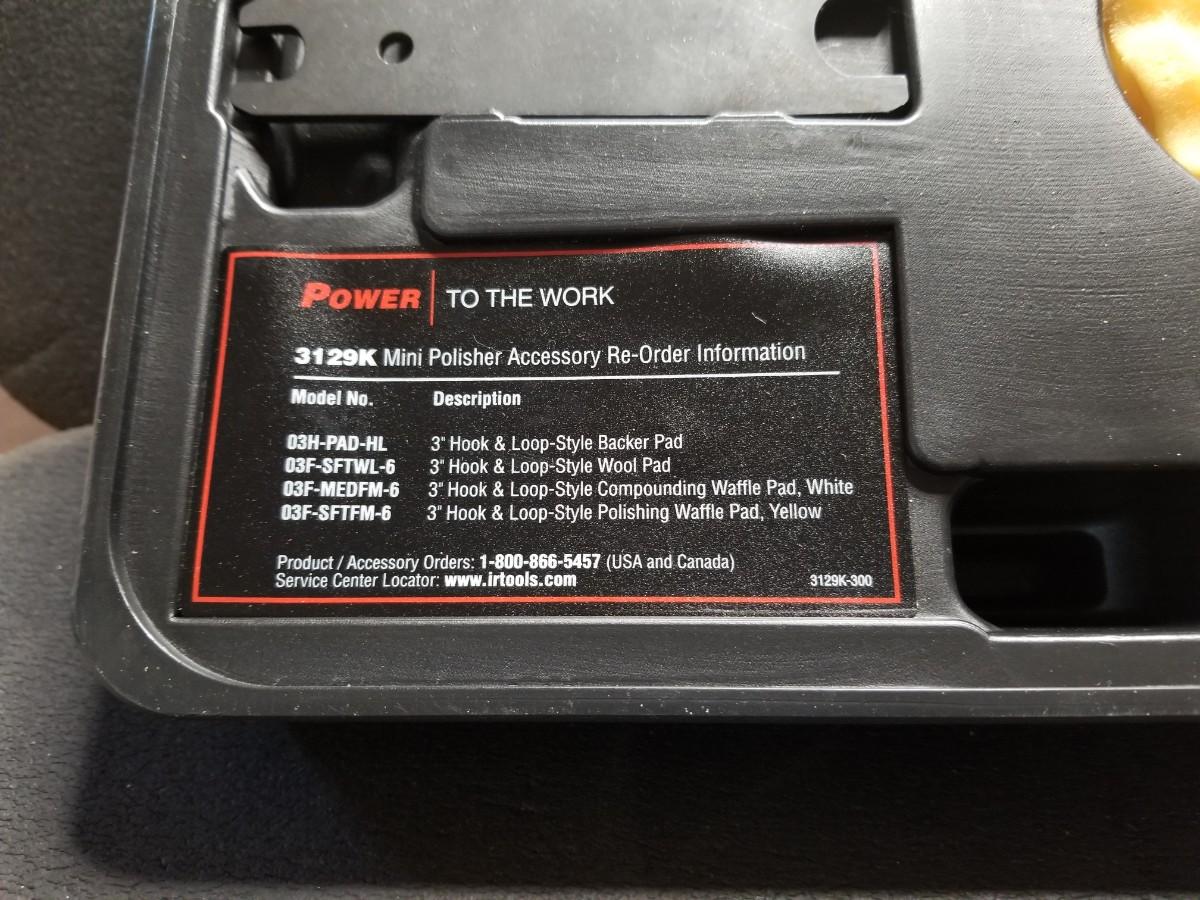 POWER TO THE WORK
3129K Mini Polisher Accessory Re-Order Information
Model No. Description
03H-PAD-HL 3" Hook & Loop-Style Backer Pad
03F-SFTWL-6 3" Hook & Loop-Style Wool Pad
03F-MEDFM-6 3" Hook & Loop-Style Compounding Waffle Pad, White
03F-SFTFM-6 3" Hook & Loop-Style Polishing Waffle Pad, Yellow
Product / Accessory Orders: 1-800-866-5457 (USA and Canada)
Service Center Locator: www.irtools.com 3129K-300